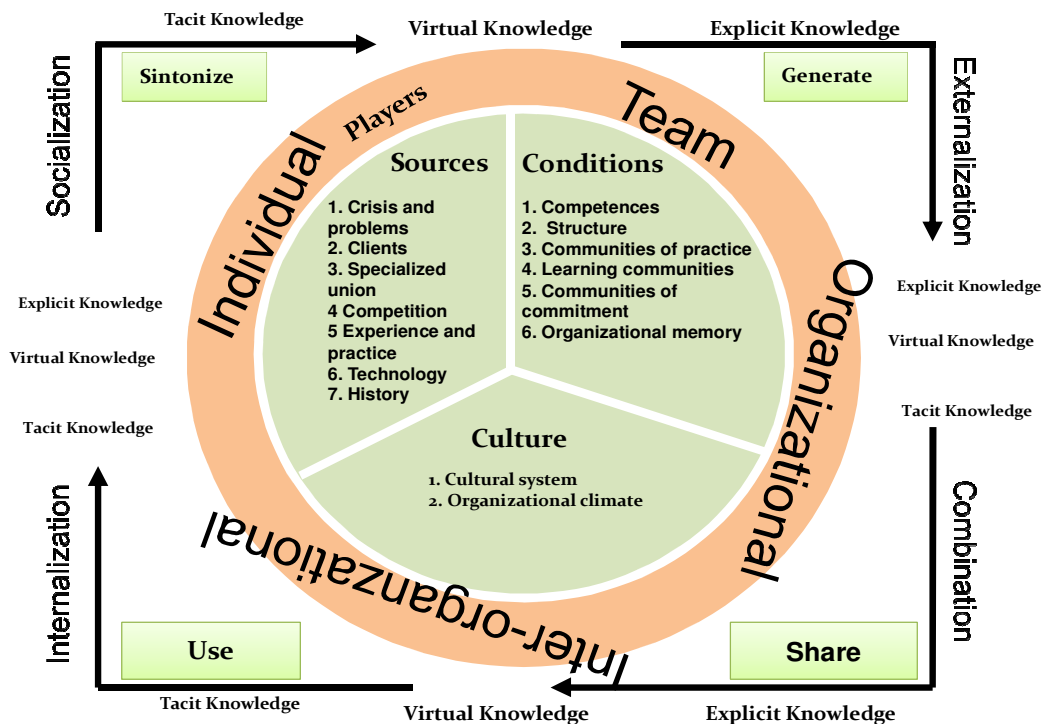 Tacit Knowledge
Virtual Knowledge
Explicit Knowledge
Sintonize
Generate
Socialization
Externalization
Individual
Players
Team
Organizational
Inter-organzational
Sources
1. Crisis and
problems
2. Clients
3. Specialized
union
4 Competition
5 Experience and
practice
6. Technology
7. History
Conditions
1. Competences
2. Structure
3. Communities of practice
4. Learning communities
5. Communities of
commitment
6. Organizational memory
Culture
1. Cultural system
2. Organizational climate
Explicit Knowledge
Virtual Knowledge
Tacit Knowledge
Explicit Knowledge
Virtual Knowledge
Tacit Knowledge
Internalization
Combination
Use
Share
Tacit Knowledge
Virtual Knowledge
Explicit Knowledge